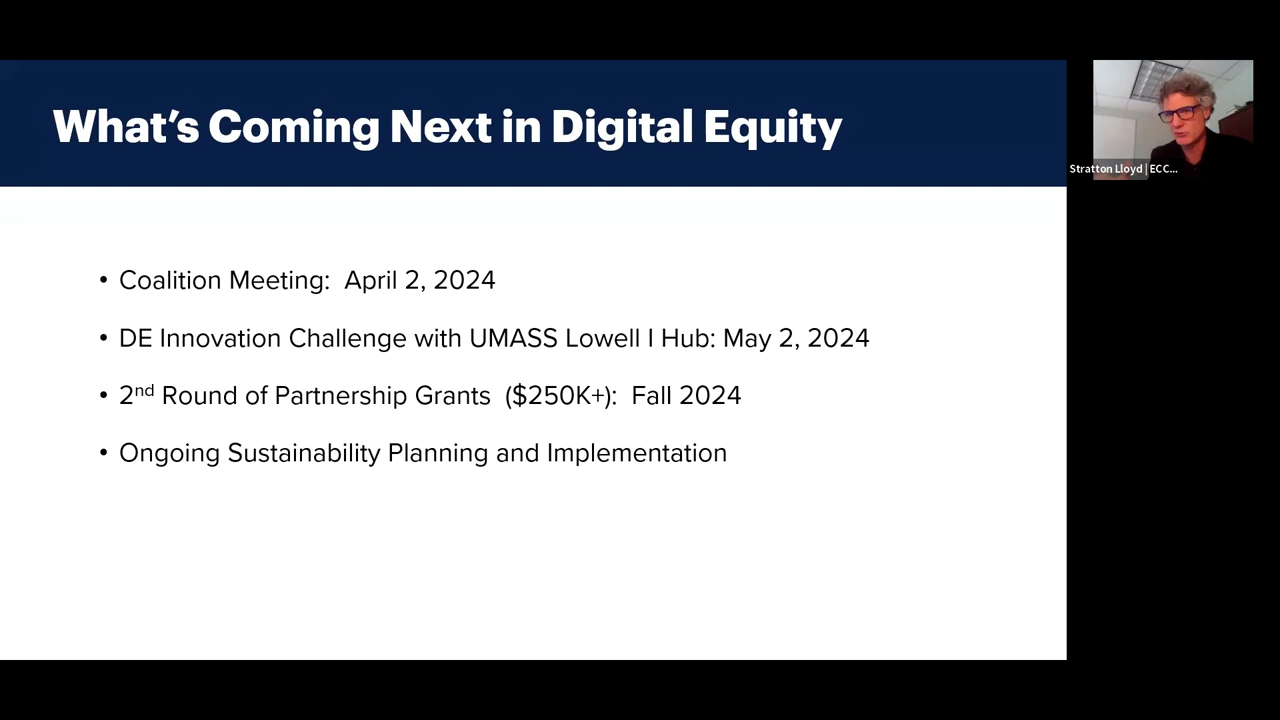 What's Coming Next in Digital Equity
• Coalition Meeting:  April 2, 2024
• DE Innovation Challenge with UMASS Lowell I Hub: May 2, 2024
• 2nd Round of Partnership Grants  ($250K+):  Fall 2024
• Ongoing Sustainability Planning and Implementation
Stratton Lloyd | ECC...